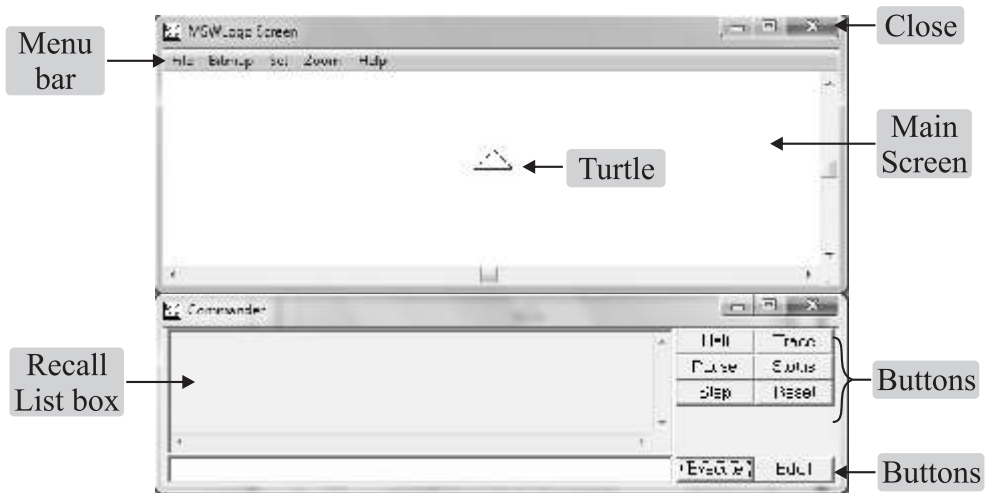 MSWLogo Screen
Close
Menu
bar
File Bitmap Set Zoom Help
Main
Screen
Turtle
Commander
Recall
List box
Halt Trace
Pause Status
Step Reset
Buttons
Execute Edall
Buttons